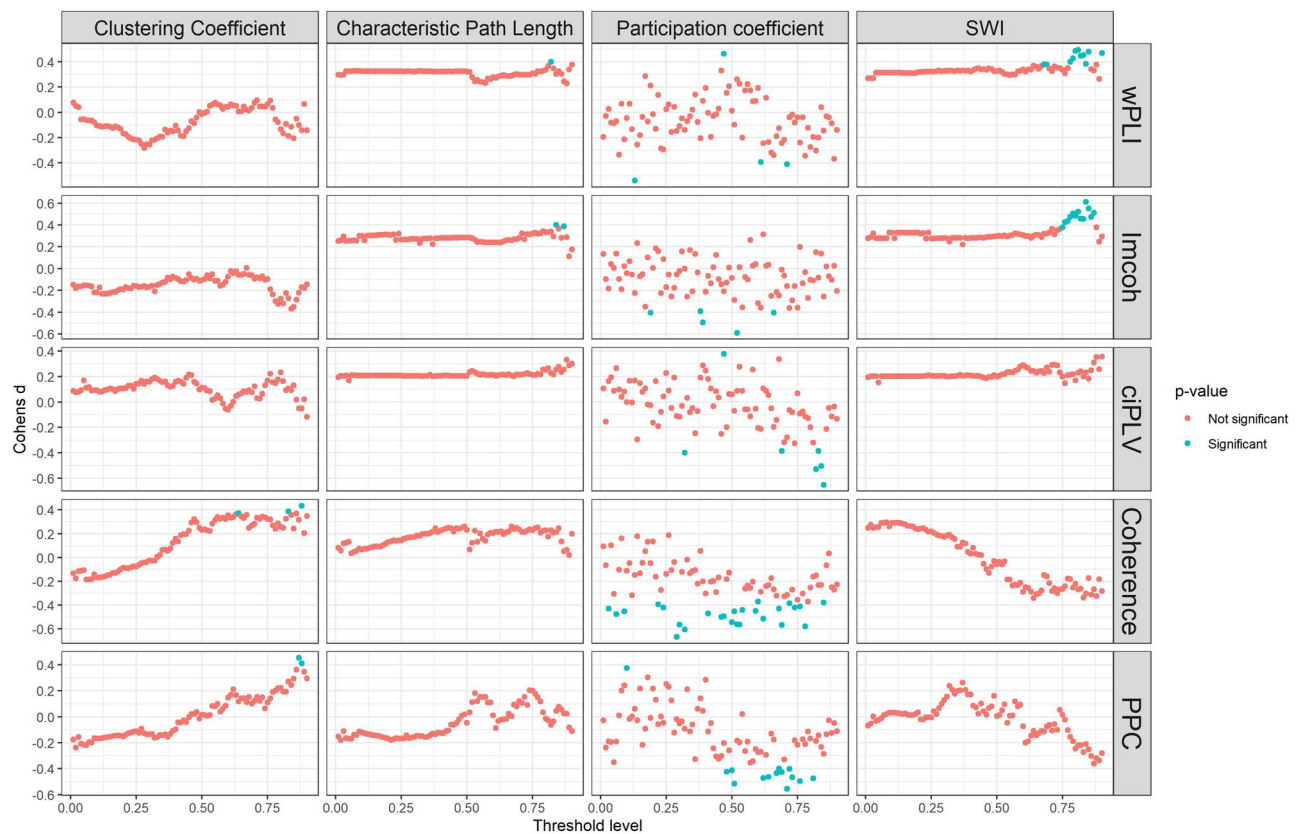 Clustering Coefficient
Characteristic Path Length
Participation coefficient
SWI
0.4
0.2
0.0
-0.2
-0.4
wPLI
0.6
0.4
0.2
0.0
-0.2
-0.4
-0.6
Imcoh
0.4
0.2
0.0
-0.2
-0.4
-0.6
ciPLV
0.4
0.2
0.0
-0.2
-0.4
-0.6
Coherence
0.4
0.2
0.0
-0.2
-0.4
-0.6
PPC
Cohens d
0.00 0.25 0.50 0.75
0.00 0.25 0.50 0.75
0.00 0.25 0.50 0.75
0.00 0.25 0.50 0.75
Threshold level
p-value
Not significant
Significant